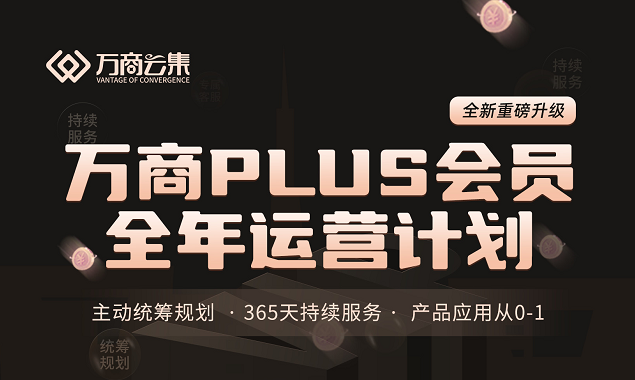 万商云集
VANTAGE OF CONVERGENCE
持续
服务
持续
服务
全新重磅升级
万商PLUS会员
全年运营计划
主动统筹规划 · 365天持续服务 · 产品应用从0-1
统筹
规划